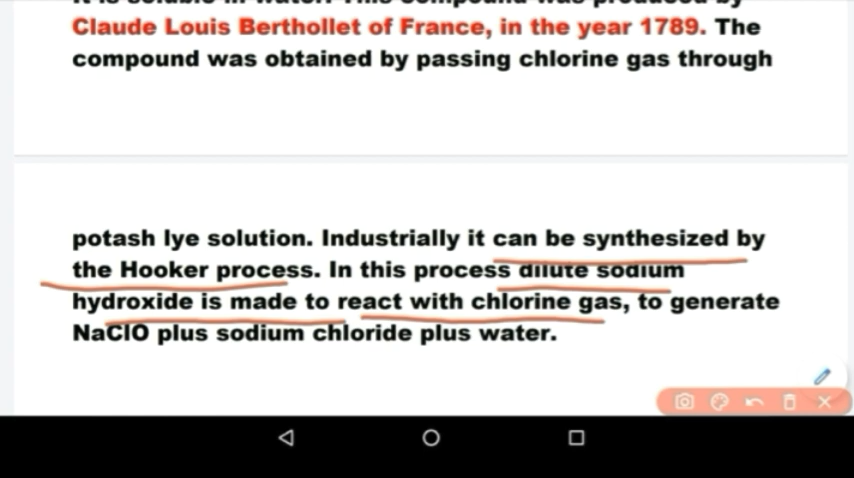 Claude Louis Berthollet of France, in the year 1789. The
compound was obtained by passing chlorine gas through
potash lye solution. Industrially it can be synthesized by
the Hooker process. In this process dilute sodium
hydroxide is made to react with chlorine gas, to generate
NaClO plus sodium chloride plus water.